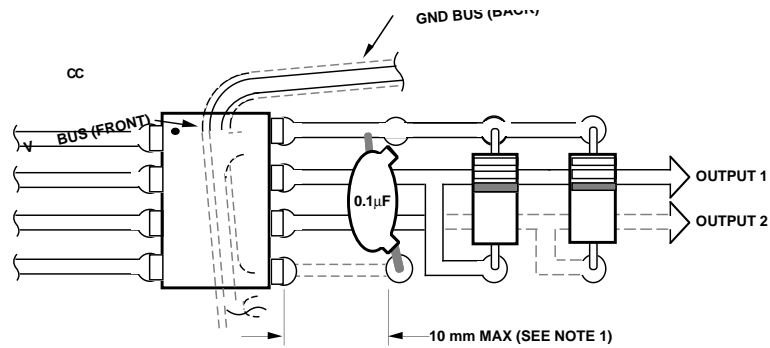 GND BUS (BACK)
CC
V BUS (FRONT)
0.1µF
OUTPUT 1
OUTPUT 2
10 mm MAX (SEE NOTE 1)